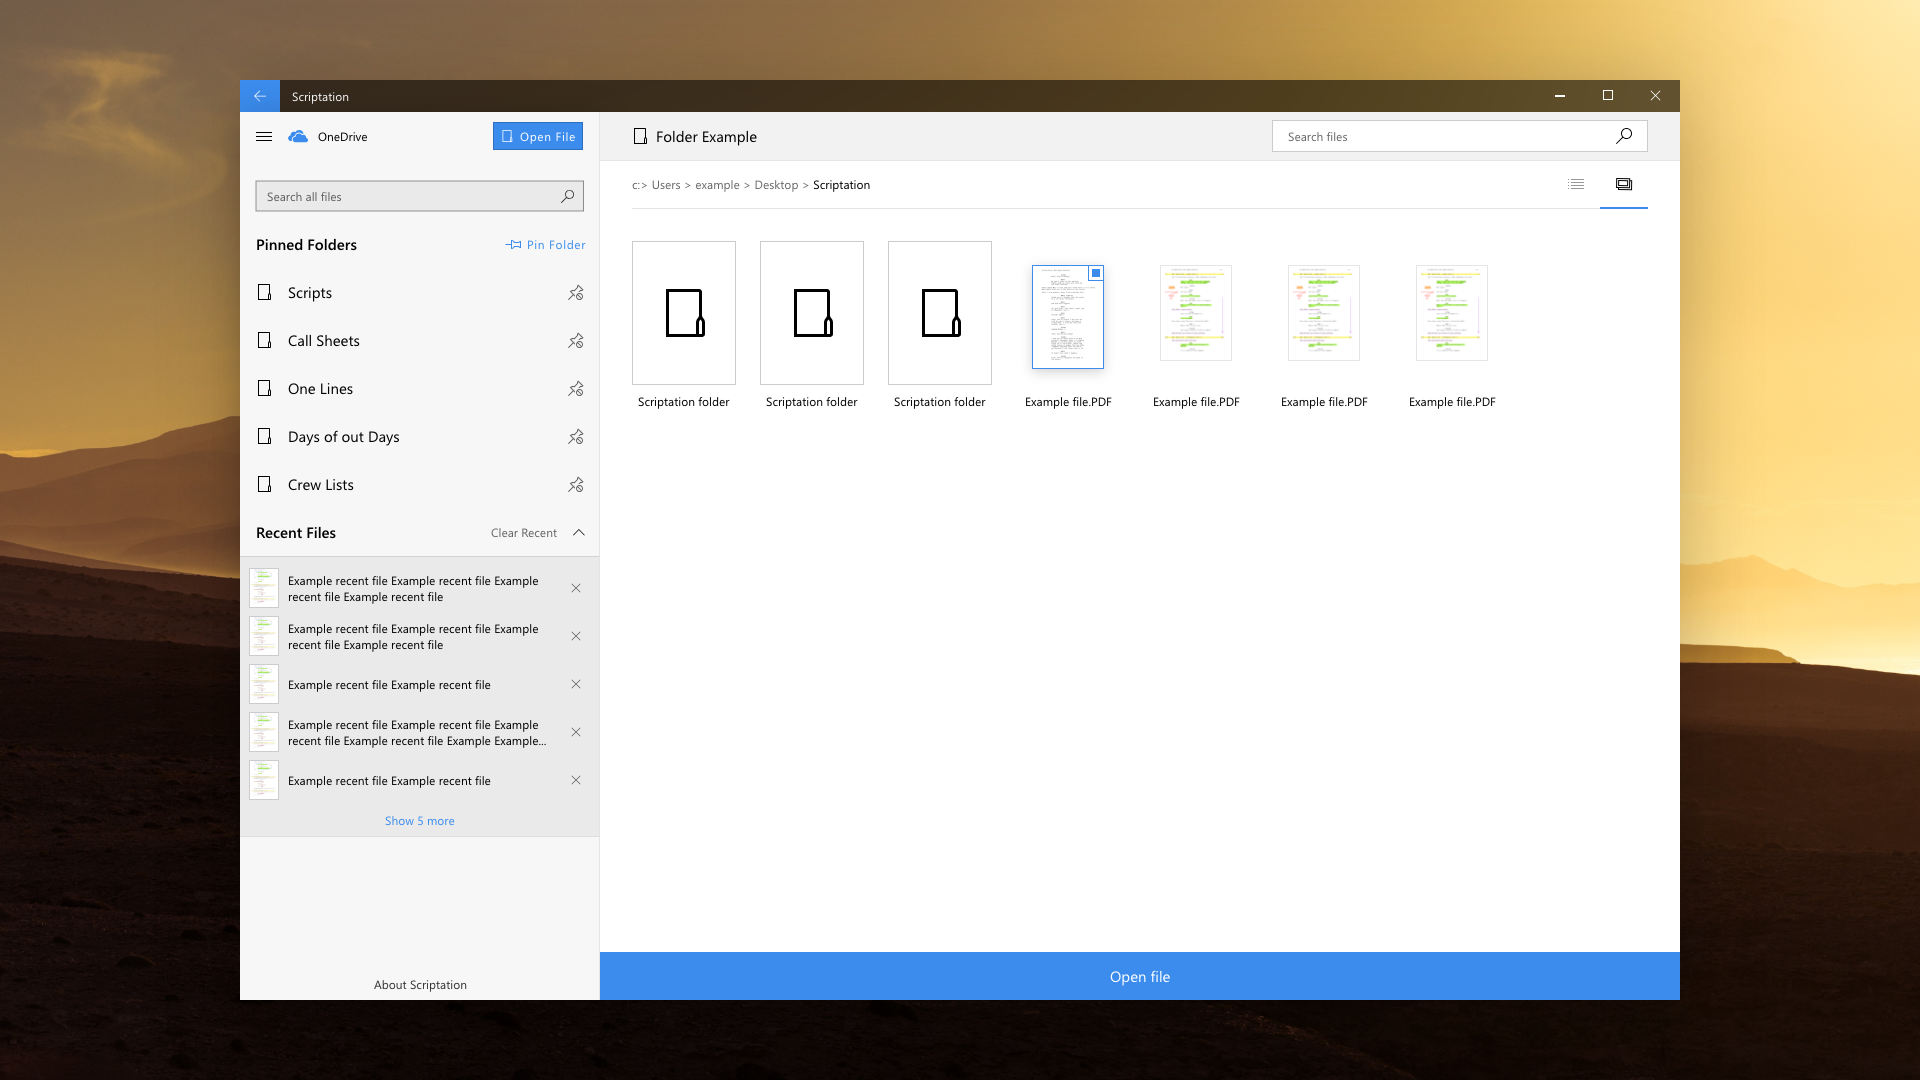 Scriptation
OneDrive
Open File
Search all files
Pinned Folders
Pin Folder
Scripts
Call Sheets
One Lines
Days of out Days
Crew Lists
Recent Files
Clear Recent
Example recent file Example recent file Example
recent file Example recent file
Example recent file Example recent file Example
recent file Example recent file
Example recent file Example recent file
Example recent file Example recent file Example
recent file Example recent file Example Example...
Example recent file Example recent file
Show 5 more
About Scriptation
Folder Example
Search files
c:> Users > example > Desktop > Scriptation
Scriptation folder
Scriptation folder
Scriptation folder
Example file.PDF
Example file.PDF
Example file.PDF
Example file.PDF
Open file